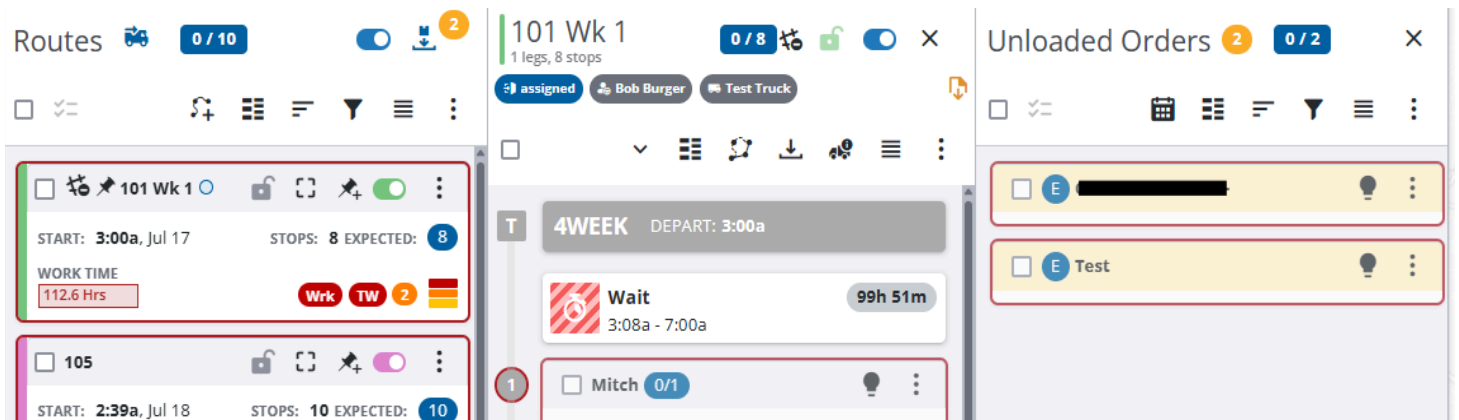 Routes 0 / 10 2
101 Wk 1
START: 3:00a, Jul 17 STOPS: 8 EXPECTED: 8
WORK TIME
112.6 Hrs Wrk TW 2
105
START: 2:39a, Jul 18 STOPS: 10 EXPECTED: 10
101 Wk 1 0 / 8
1 legs, 8 stops
assigned Bob Burger Test Truck
T 4WEEK DEPART: 3:00a
Wait 99h 51m
3:08a - 7:00a
1 Mitch 0/1
Unloaded Orders 2 0 / 2
E
E Test